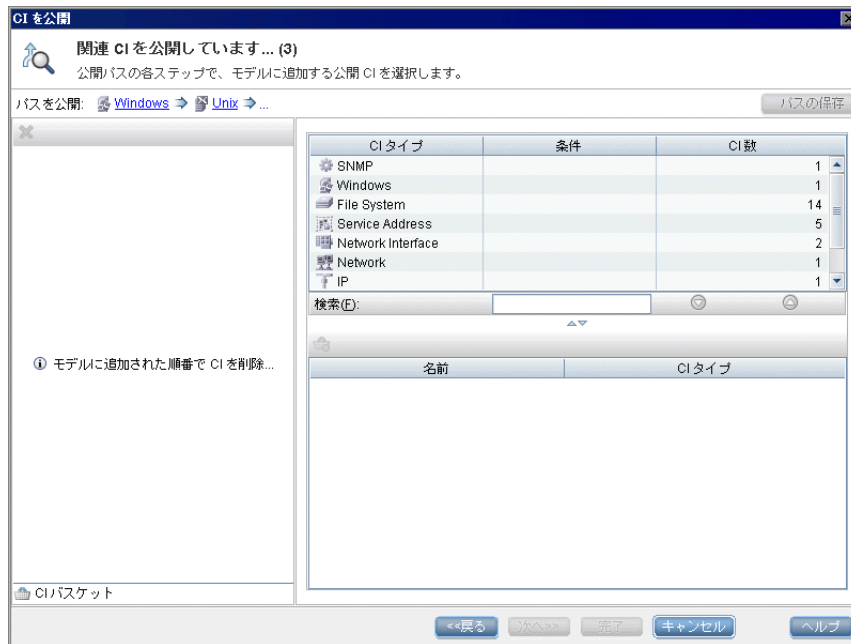 CI を公開
関連 CI を公開しています... (3)
公開パスの各ステップで、モデルに追加する公開 CI を選択します。
パスを公開: Windows ⇒ Unix ⇒ ...
パスの保存
CI タイプ 条件 CI 数
SNMP 1
Windows 1
File System 14
Service Address 5
Network Interface 2
Network 1
IP 1
検索(F):
モデルに追加された順番で CI を削除...
名前 CI タイプ
CI バスケット
<<戻る 次へ>> 完了 キャンセル ヘルプ